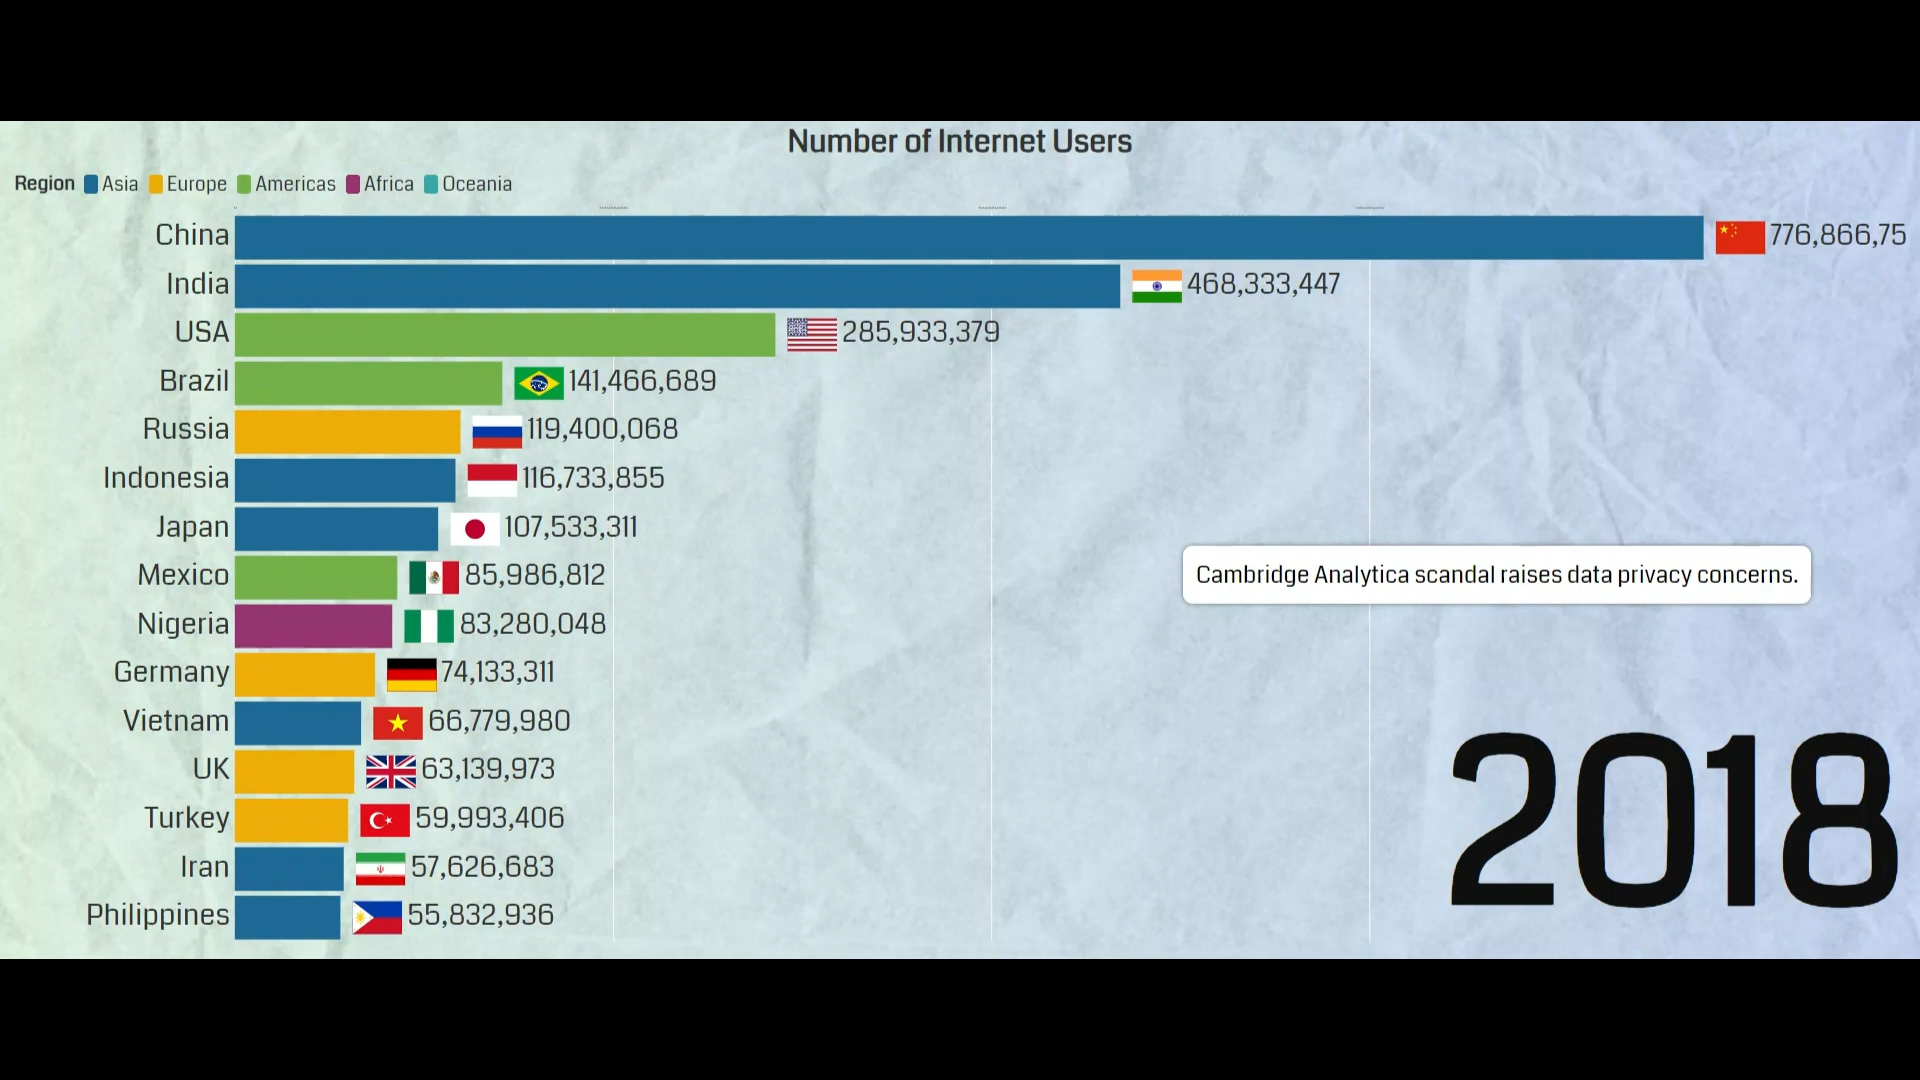 Number of Internet Users
Region Asia Europe Americas Africa Oceania
China 776,866,75
India 468,333,447
USA 285,933,379
Brazil 141,466,689
Russia 119,400,068
Indonesia 116,733,855
Japan 107,533,311
Mexico 85,986,812
Cambridge Analytica scandal raises data privacy concerns.
Nigeria 83,280,048
Germany 74,133,311
Vietnam 66,779,980
UK 63,139,973
Turkey 59,993,406
Iran 57,626,683
Philippines 55,832,936
2018